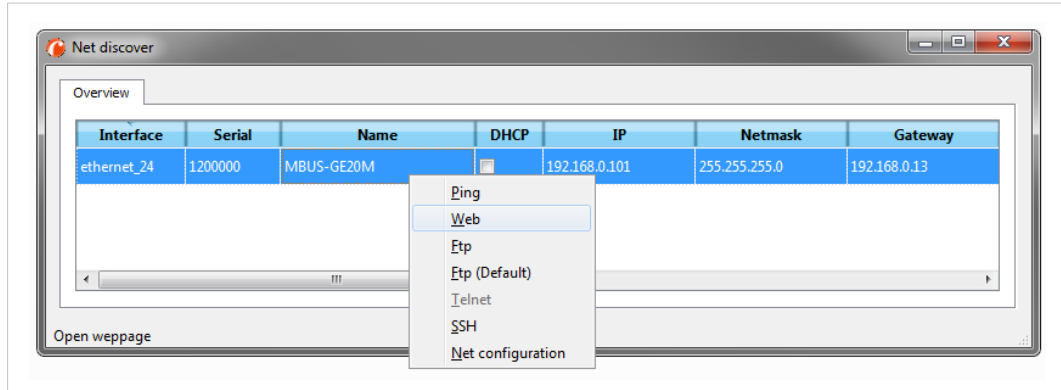 Net discover
Overview
Interface Serial Name DHCP IP Netmask Gateway
ethernet_24 1200000 MBUS-GE20M 192.168.0.101 255.255.255.0 192.168.0.13
Ping
Web
Ftp
Ftp (Default)
Telnet
SSH
Net configuration
Open weppage